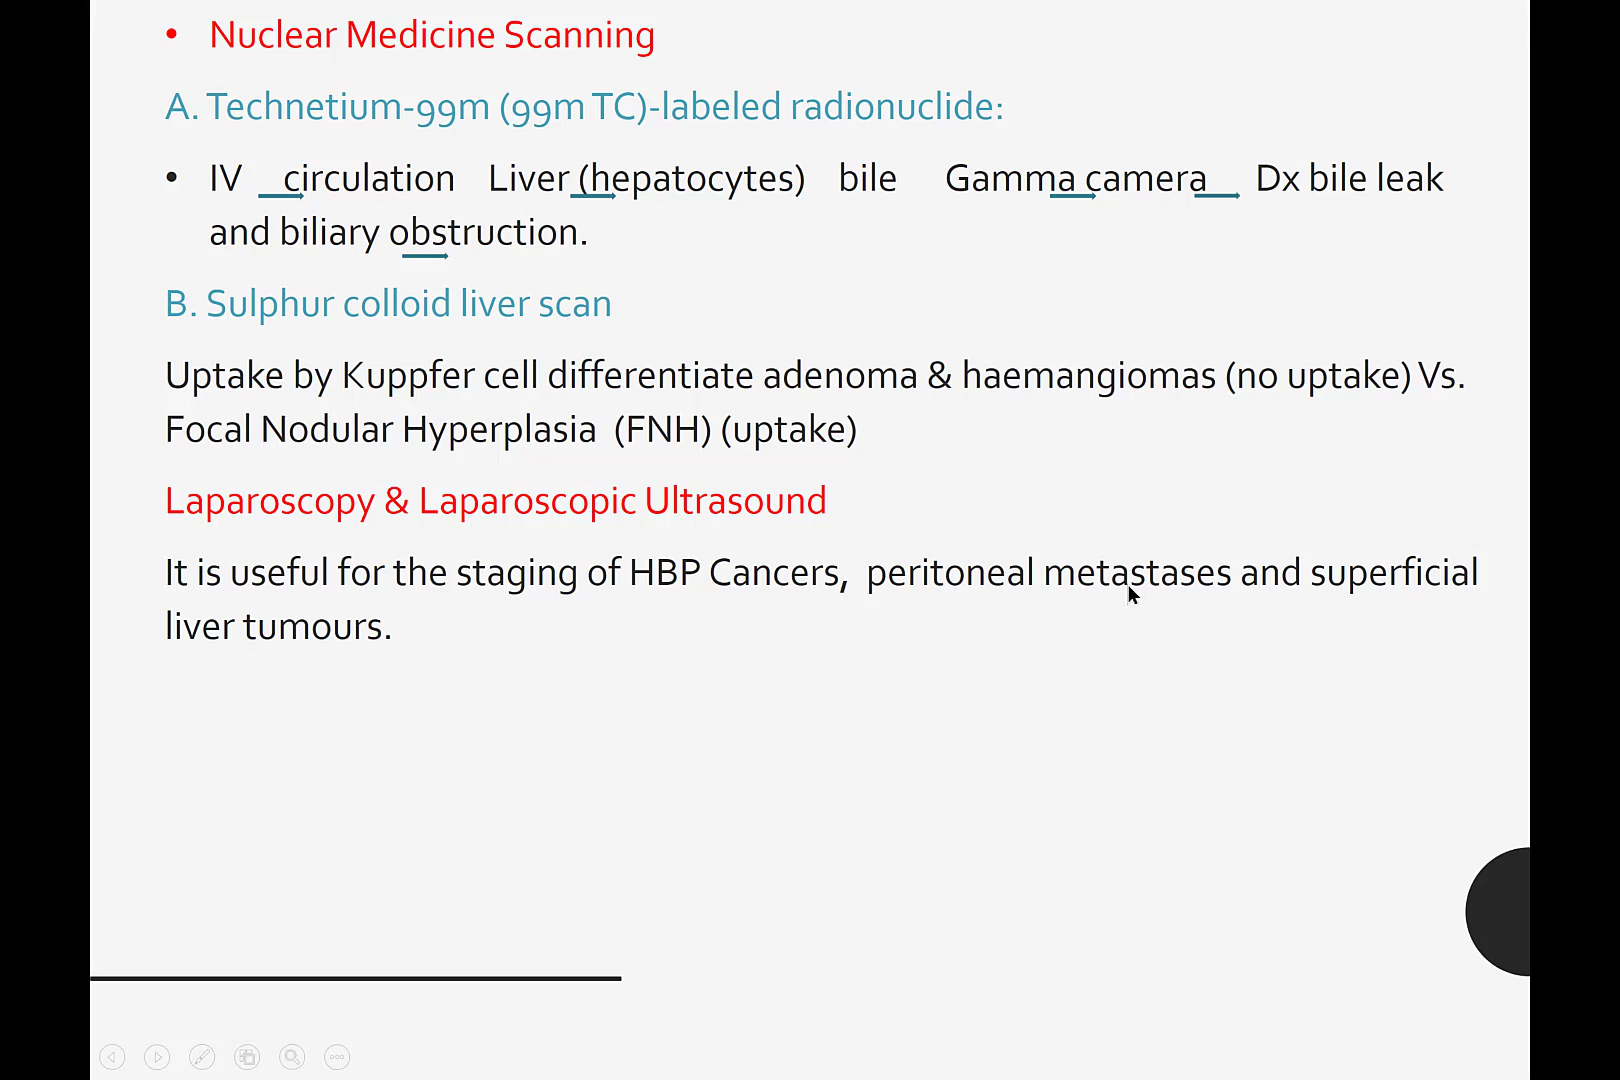 • Nuclear Medicine Scanning
A. Technetium-99m (99m TC)-labeled radionuclide:
• IV circulation Liver (hepatocytes) bile Gamma camera Dx bile leak
and biliary obstruction.
B. Sulphur colloid liver scan
Uptake by Kuppfer cell differentiate adenoma & haemangiomas (no uptake) Vs.
Focal Nodular Hyperplasia (FNH) (uptake)
Laparoscopy & Laparoscopic Ultrasound
It is useful for the staging of HBP Cancers, peritoneal metastases and superficial
liver tumours.